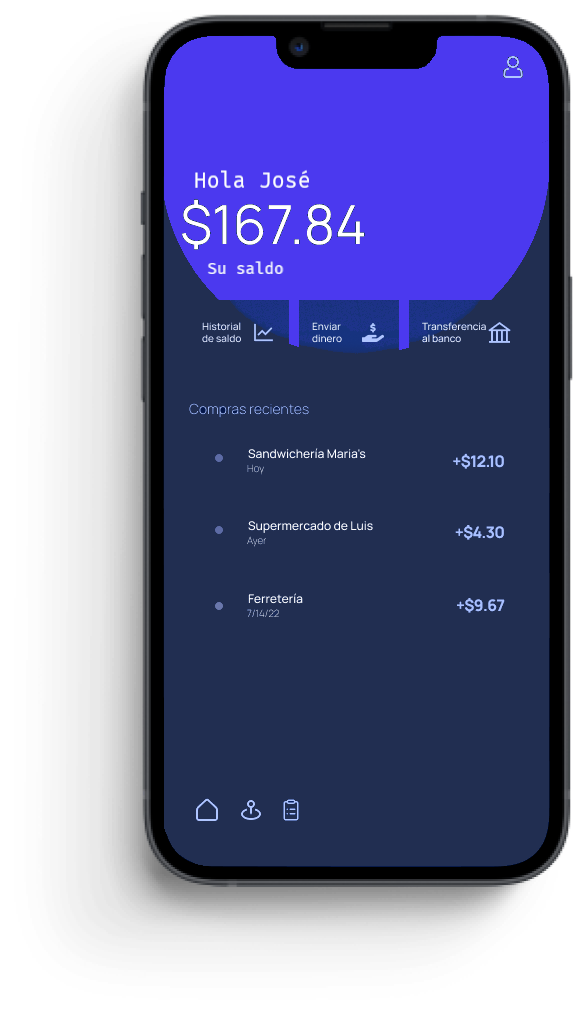 Hola José
$167.84
Su saldo
Historial
de saldo
Enviar
dinero
Transferencia
al banco
Compras recientes
Sandwichería Maria's
Hoy
+$12.10
Supermercado de Luis
Ayer
+$4.30
Ferretería
7/14/22
+$9.67